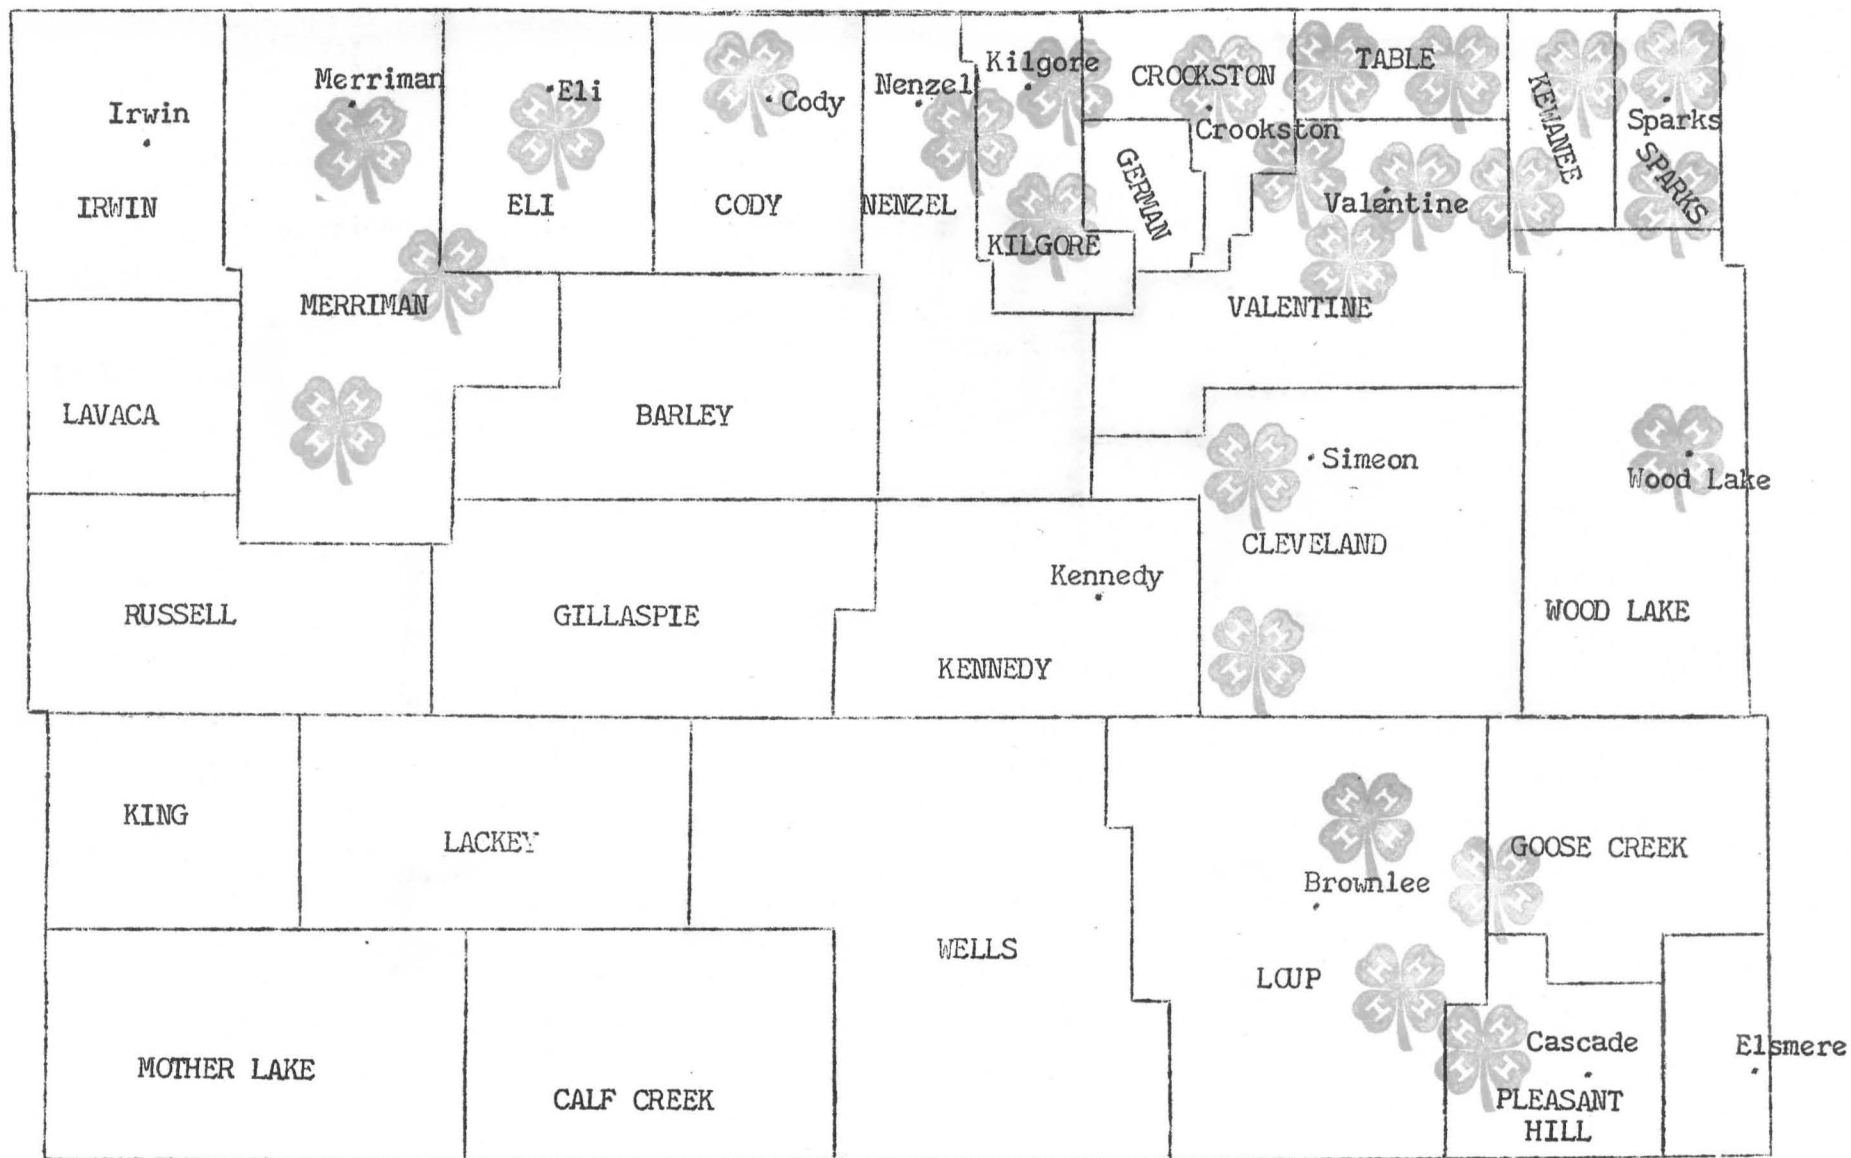 Irwin
IRWIN
Merriman
MERRIMAN
Eli
ELI
Cody
CODY
Nenzel
NENZEL
Kilgore
KILGORE
CROOKSTON
Crookston
GERMAN
TABLE
Valentine
VALENTINE
KEWANEE
Sparks
SPARKS
LAVACA
BARLEY
Simeon
CLEVELAND
Wood Lake
WOOD LAKE
RUSSELL
GILLASPIE
Kennedy
KENNEDY
KING
LACKEY
WELLS
Brownlee
LOUP
GOOSE CREEK
MOTHER LAKE
CALF CREEK
Cascade
PLEASANT
HILL
Elsmere